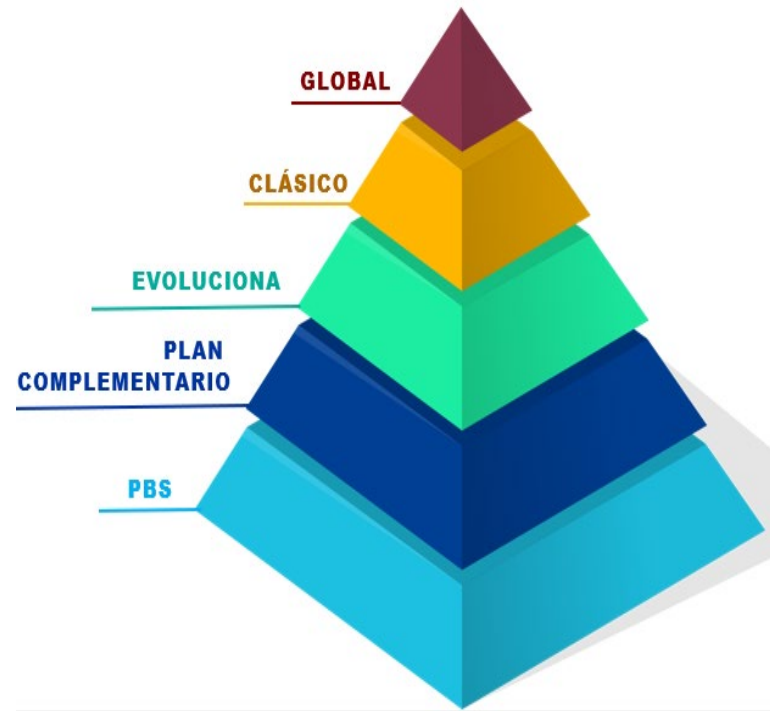 GLOBAL
CLÁSICO
EVOLUCIONA
PLAN
COMPLEMENTARIO
PBS